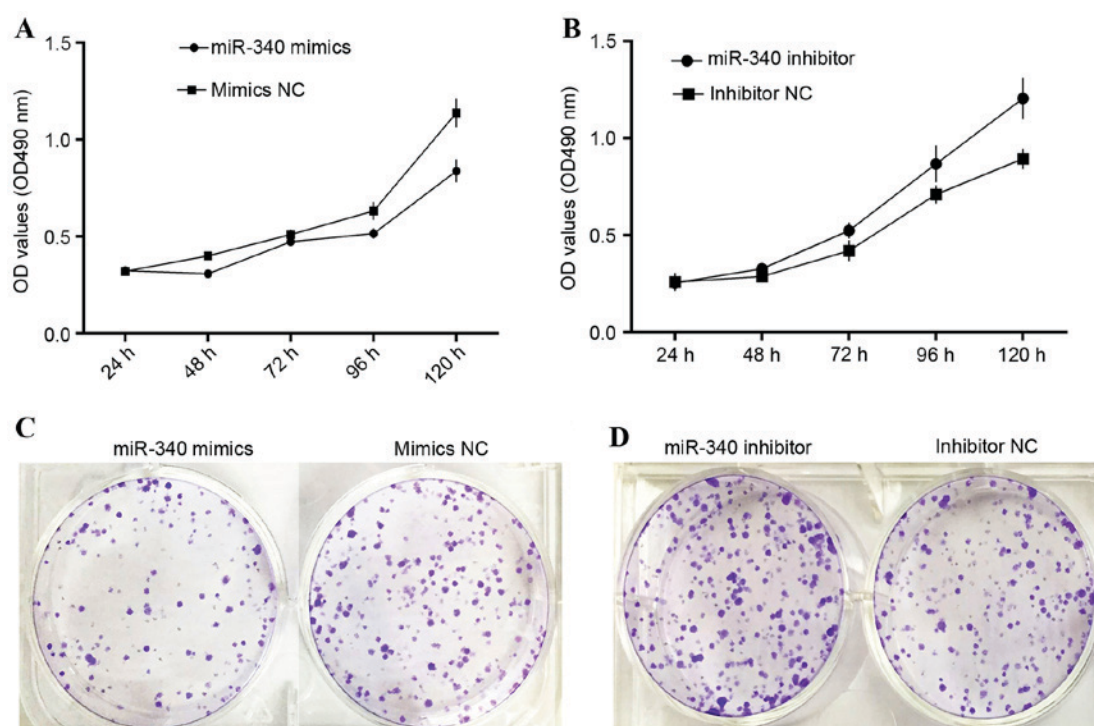 A
miR-340 mimics
Mimics NC
OD values (OD490 nm)
1.5
1.0
0.5
0.0
24 h
48 h
72 h
96 h
120 h
B
miR-340 inhibitor
Inhibitor NC
OD values (OD490 nm)
1.5
1.0
0.5
0.0
24 h
48 h
72 h
96 h
120 h
C
miR-340 mimics
Mimics NC
D
miR-340 inhibitor
Inhibitor NC